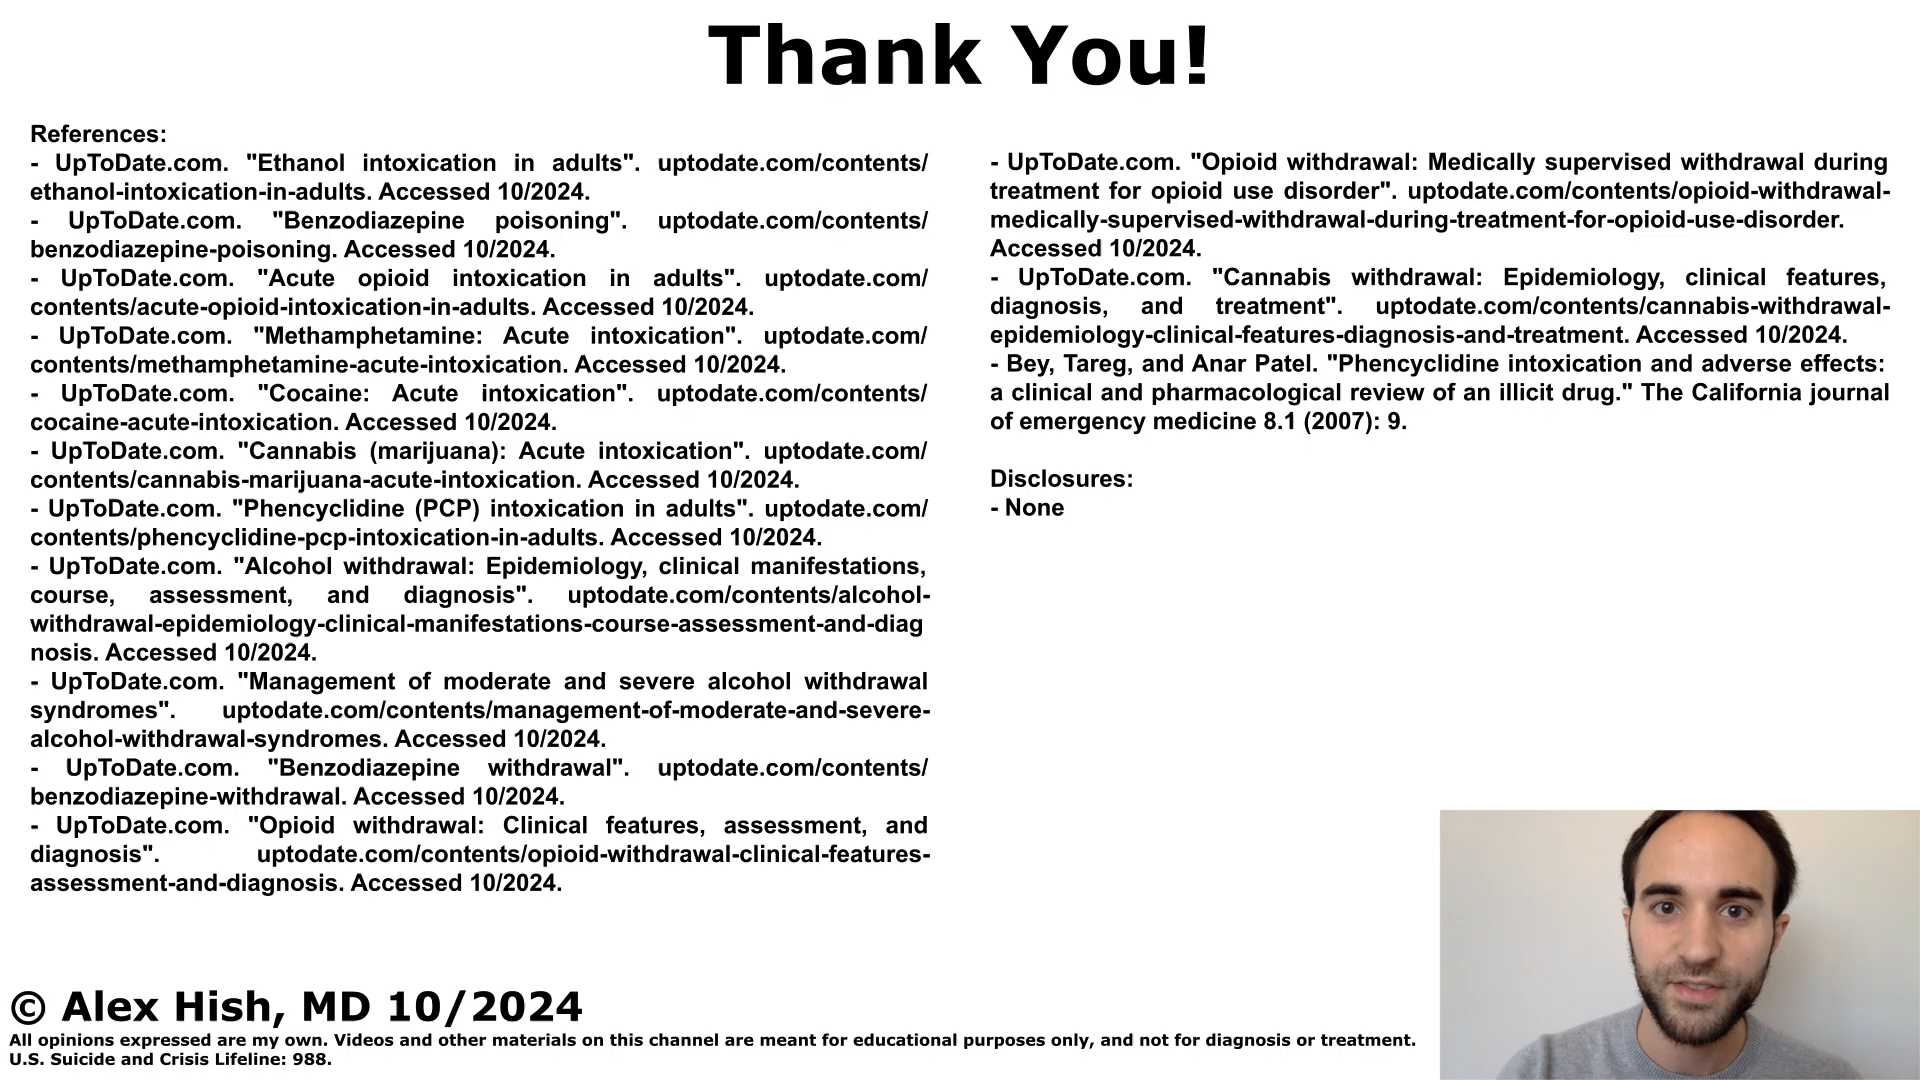 Thank You!
References:
- UpToDate.com. "Ethanol intoxication in adults". uptodate.com/contents/
ethanol-intoxication-in-adults. Accessed 10/2024.
- UpToDate.com. "Benzodiazepine poisoning". uptodate.com/contents/
benzodiazepine-poisoning. Accessed 10/2024.
- UpToDate.com. "Acute opioid intoxication in adults". uptodate.com/
contents/acute-opioid-intoxication-in-adults. Accessed 10/2024.
- UpToDate.com. "Methamphetamine: Acute intoxication". uptodate.com/
contents/methamphetamine-acute-intoxication. Accessed 10/2024.
- UpToDate.com. "Cocaine: Acute intoxication". uptodate.com/contents/
cocaine-acute-intoxication. Accessed 10/2024.
- UpToDate.com. "Cannabis (marijuana): Acute intoxication". uptodate.com/
contents/cannabis-marijuana-acute-intoxication. Accessed 10/2024.
- UpToDate.com. "Phencyclidine (PCP) intoxication in adults". uptodate.com/
contents/phencyclidine-pcp-intoxication-in-adults. Accessed 10/2024.
- UpToDate.com. "Alcohol withdrawal: Epidemiology, clinical manifestations,
course, assessment, and diagnosis". uptodate.com/contents/alcohol-
withdrawal-epidemiology-clinical-manifestations-course-assessment-and-diag
nosis. Accessed 10/2024.
- UpToDate.com. "Management of moderate and severe alcohol withdrawal
syndromes". uptodate.com/contents/management-of-moderate-and-severe-
alcohol-withdrawal-syndromes. Accessed 10/2024.
- UpToDate.com. "Benzodiazepine withdrawal". uptodate.com/contents/
benzodiazepine-withdrawal. Accessed 10/2024.
- UpToDate.com. "Opioid withdrawal: Clinical features, assessment, and
diagnosis". uptodate.com/contents/opioid-withdrawal-clinical-features-
assessment-and-diagnosis. Accessed 10/2024.
- UpToDate.com. "Opioid withdrawal: Medically supervised withdrawal during
treatment for opioid use disorder". uptodate.com/contents/opioid-withdrawal-
medically-supervised-withdrawal-during-treatment-for-opioid-use-disorder.
Accessed 10/2024.
- UpToDate.com. "Cannabis withdrawal: Epidemiology, clinical features,
diagnosis, and treatment". uptodate.com/contents/cannabis-withdrawal-
epidemiology-clinical-features-diagnosis-and-treatment. Accessed 10/2024.
- Bey, Tareg, and Anar Patel. "Phencyclidine intoxication and adverse effects:
a clinical and pharmacological review of an illicit drug." The California journal
of emergency medicine 8.1 (2007): 9.
Disclosures:
- None
© Alex Hish, MD 10/2024
All opinions expressed are my own. Videos and other materials on this channel are meant for educational purposes only, and not for diagnosis or treatment.
U.S. Suicide and Crisis Lifeline: 988.